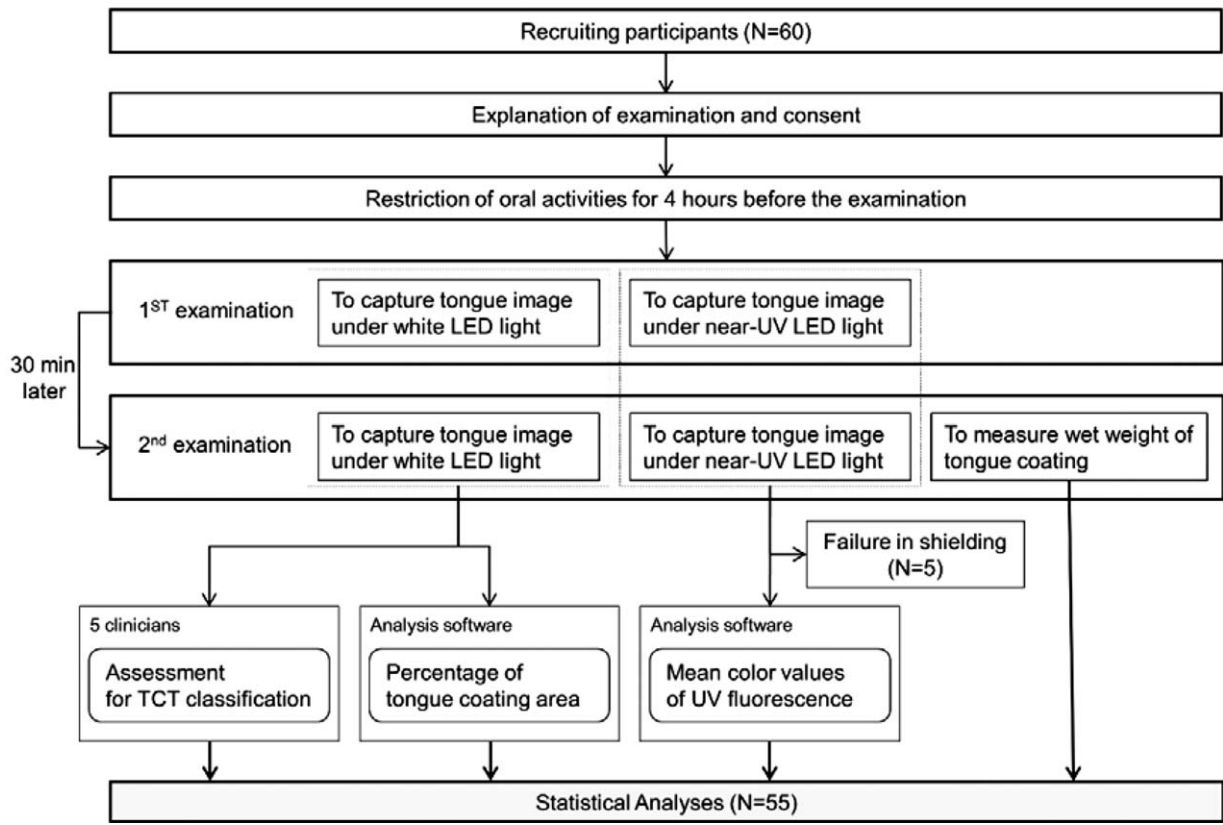 Recruiting participants (N=60)
Explanation of examination and consent
Restriction of oral activities for 4 hours before the examination
1ST examination
To capture tongue image
under white LED light
To capture tongue image
under near-UV LED light
30 min
later
2nd examination
To capture tongue image
under white LED light
To capture tongue image
under near-UV LED light
To measure wet weight of
tongue coating
Failure in shielding
(N=5)
5 clinicians
Assessment
for TCT classification
Analysis software
Percentage of
tongue coating area
Analysis software
Mean color values
of UV fluorescence
Statistical Analyses (N=55)